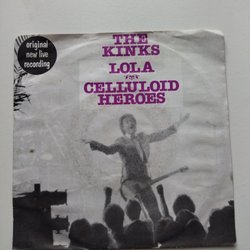 THE
KINKS
LOLA
CELLULOID
HEROES
original
new live
recording